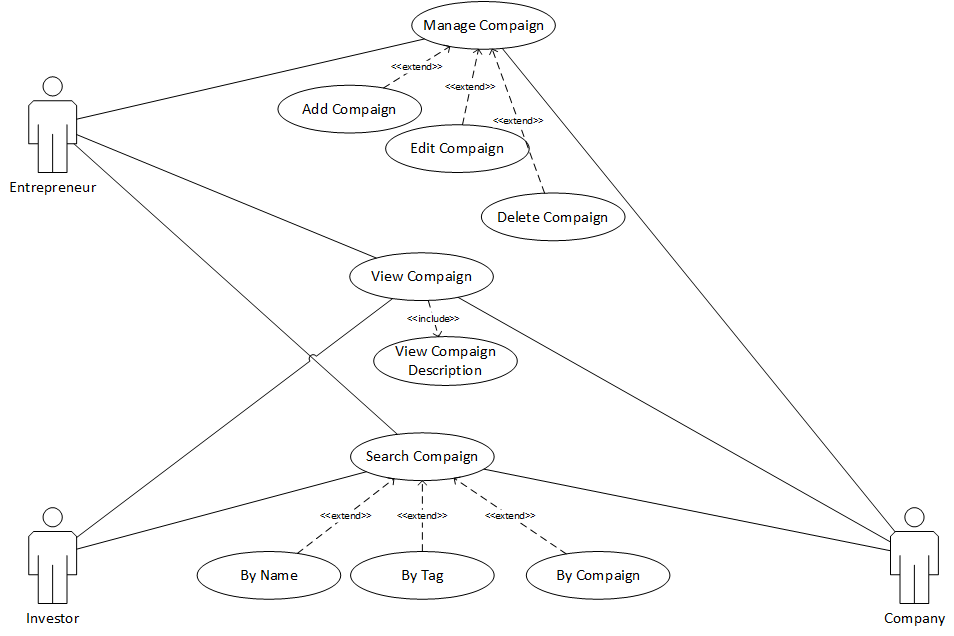 Manage Compaign
<<extend>>
<<extend>>
Add Compaign
<<extend>>
Edit Compaign
Entrepreneur
Delete Compaign
View Compaign
<<include>>
View Compaign
Description
Search Compaign
<<extend>>
<<extend>>
<<extend>>
By Name
By Tag
By Compaign
Investor
Company